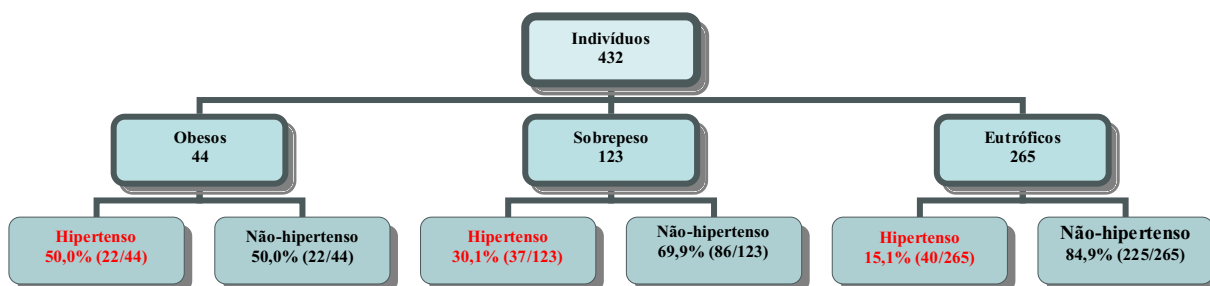 Indivíduos
432
Obesos
44
Sobrepeso
123
Eutróficos
265
Hipertenso
50,0% (22/44)
Não-hipertenso
50,0% (22/44)
Hipertenso
30,1% (37/123)
Não-hipertenso
69,9% (86/123)
Hipertenso
15,1% (40/265)
Não-hipertenso
84,9% (225/265)